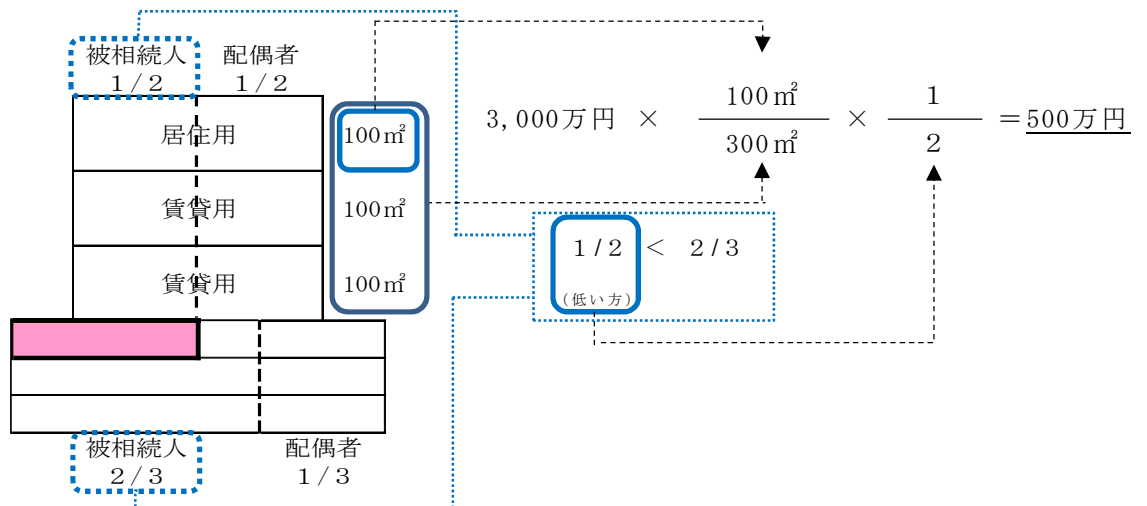 被相続人 配偶者
1/2 1/2
居住用 100㎡
賃貸用 100㎡
賃貸用 100㎡
被相続人 配偶者
2/3 1/3
3,000万円 × 100㎡ / 300㎡ × 1 / 2 =500万円
1/2 < 2/3
(低い方)